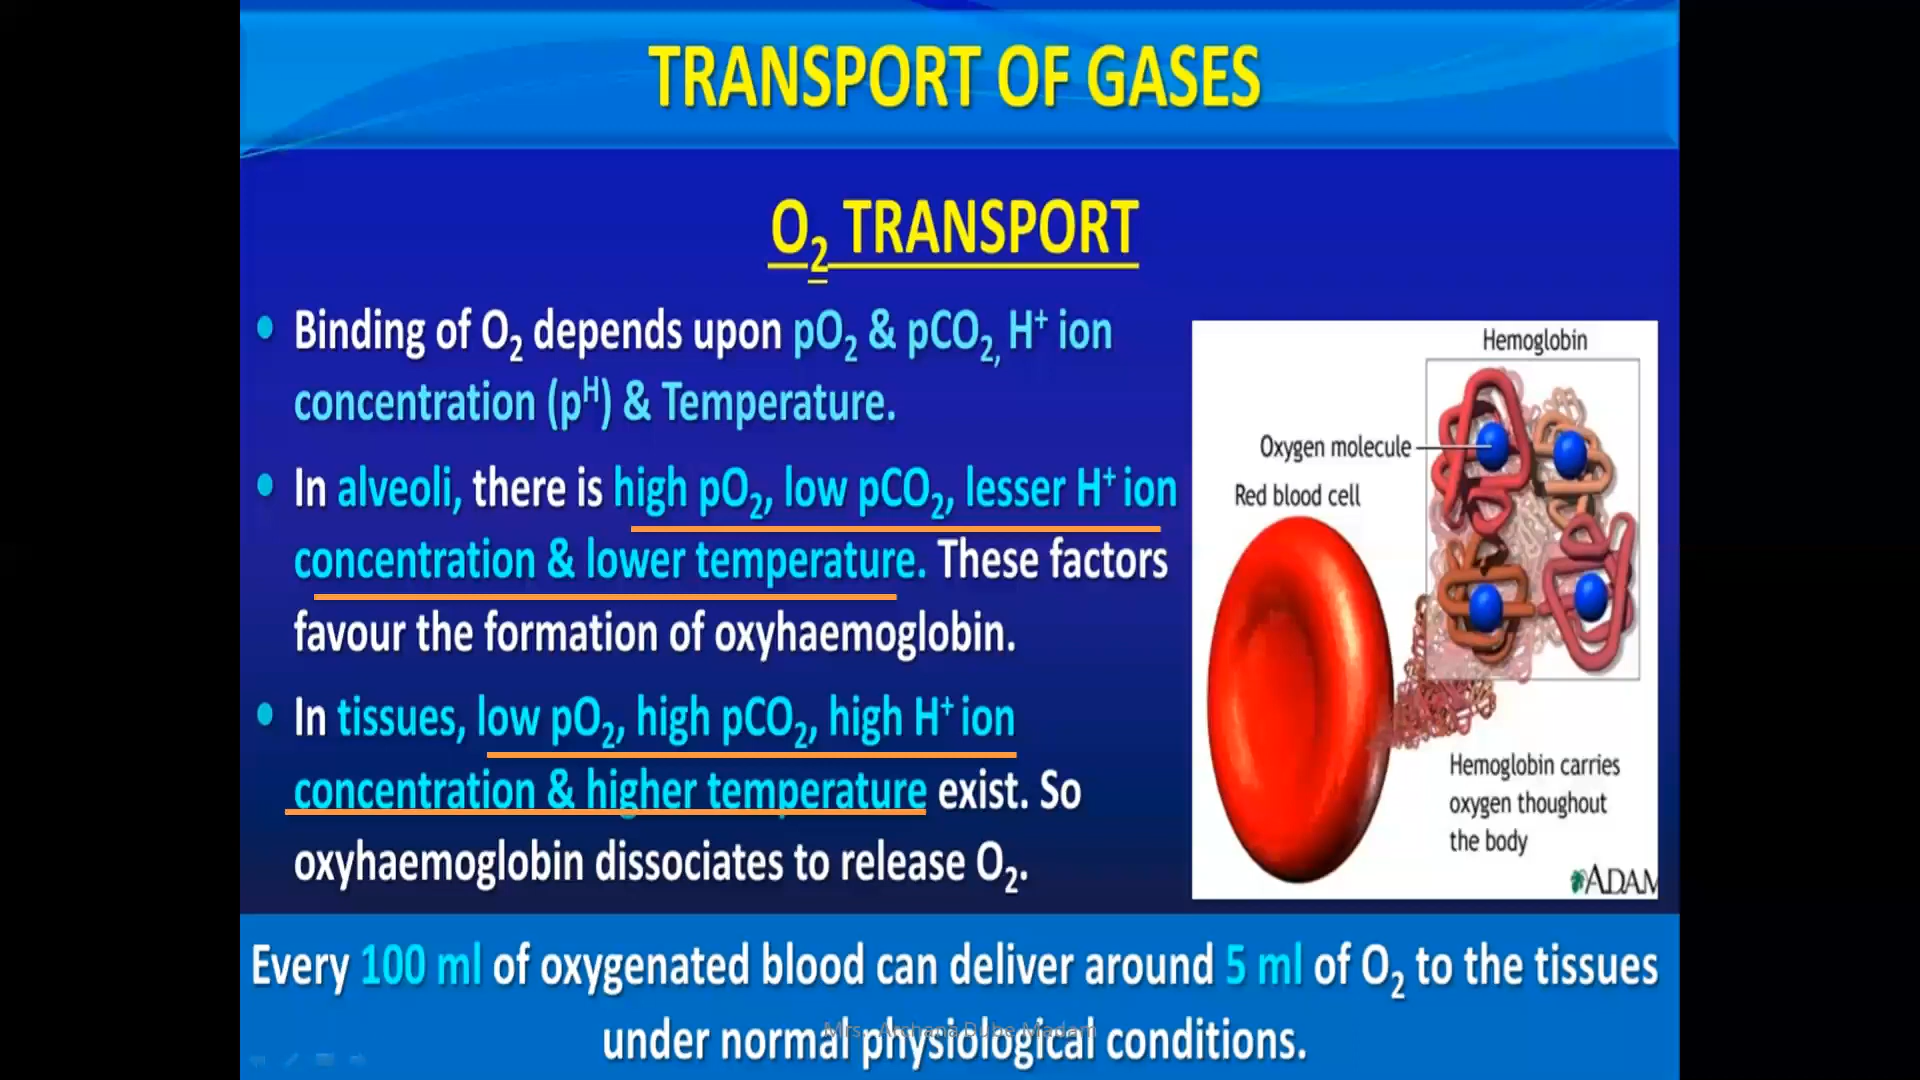 TRANSPORT OF GASES
O₂ TRANSPORT
• Binding of O₂ depends upon pO₂ & pCO₂, H⁺ ion
concentration (pᴴ) & Temperature.
• In alveoli, there is high pO₂, low pCO₂, lesser H⁺ ion
concentration & lower temperature. These factors
favour the formation of oxyhaemoglobin.
• In tissues, low pO₂, high pCO₂, high H⁺ ion
concentration & higher temperature exist. So
oxyhaemoglobin dissociates to release O₂.
Hemoglobin
Oxygen molecule
Red blood cell
Hemoglobin carries
oxygen thoughout
the body
ADAM
Every 100 ml of oxygenated blood can deliver around 5 ml of O₂ to the tissues
under normal physiological conditions.
Mrs. Archana Dube Madam